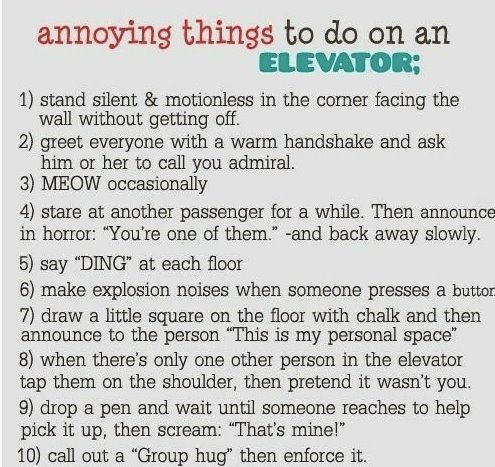 annoying things to do on an
ELEVATOR;
1) stand silent & motionless in the corner facing the
wall without getting off.
2) greet everyone with a warm handshake and ask
him or her to call you admiral.
3) MEOW occasionally
4) stare at another passenger for a while. Then announce
in horror: "You're one of them." -and back away slowly.
5) say "DING" at each floor
6) make explosion noises when someone presses a button
7) draw a little square on the floor with chalk and then
announce to the person "This is my personal space"
8) when there's only one other person in the elevator
tap them on the shoulder, then pretend it wasn't you.
9) drop a pen and wait until someone reaches to help
pick it up, then scream: "That's mine!"
10) call out a "Group hug" then enforce it.